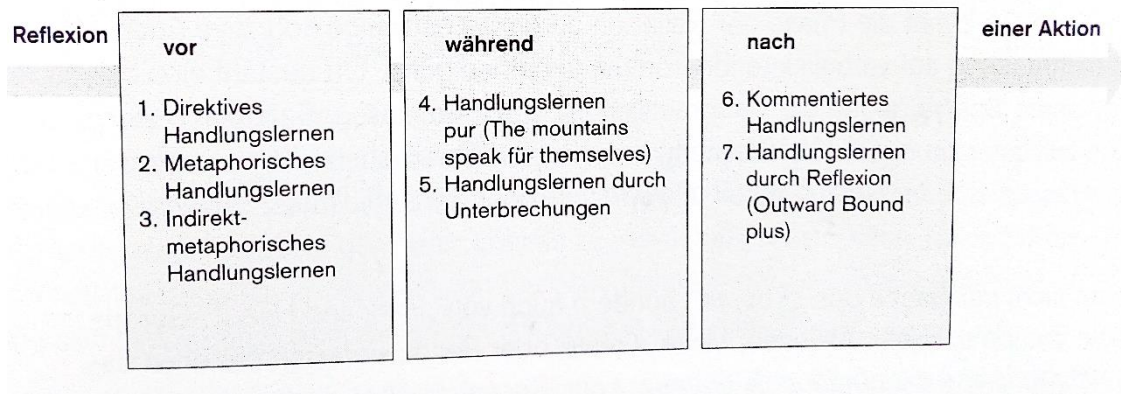 Reflexion
vor
1. Direktives
Handlungslernen
2. Metaphorisches
Handlungslernen
3. Indirekt-
metaphorisches
Handlungslernen
während
4. Handlungslernen
pur (The mountains
speak für themselves)
5. Handlungslernen durch
Unterbrechungen
nach
6. Kommentiertes
Handlungslernen
7. Handlungslernen
durch Reflexion
(Outward Bound
plus)
einer Aktion